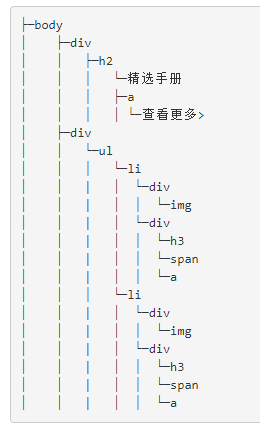 body
div
h2
精选手册
a
查看更多>
div
ul
li
div
img
div
h3
span
a
li
div
img
div
h3
span
a